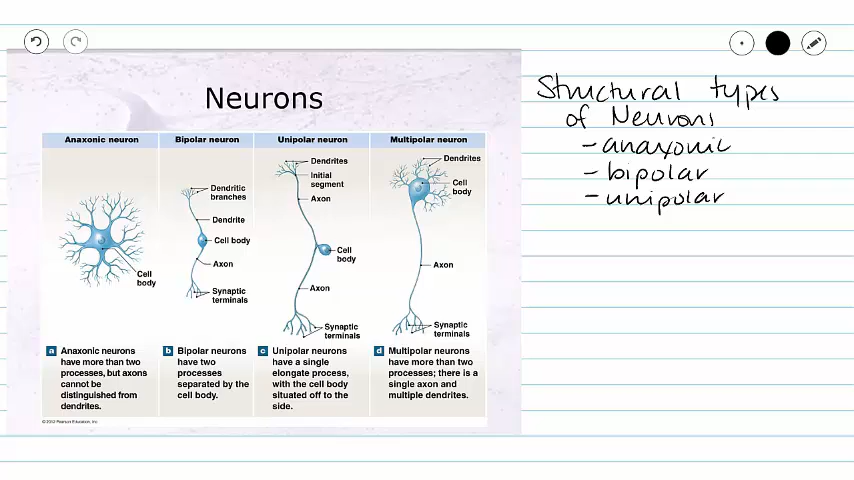 Neurons
Anaxonic neuron
Cell
body
a Anaxonic neurons
have more than two
processes, but axons
cannot be
distinguished from
dendrites.
Bipolar neuron
Dendritic
branches
Dendrite
Cell body
Axon
Synaptic
terminals
b Bipolar neurons
have two
processes
separated by the
cell body.
Unipolar neuron
Dendrites
Initial
segment
Axon
Cell
body
Axon
Synaptic
terminals
c Unipolar neurons
have a single
elongate process,
with the cell body
situated off to the
side.
Multipolar neuron
Dendrites
Cell
body
Axon
Synaptic
terminals
d Multipolar neurons
have more than two
processes; there is a
single axon and
multiple dendrites.
© 2012 Pearson Education, Inc.
Structural types
of Neurons
- anaxonic
- bipolar
- unipolar